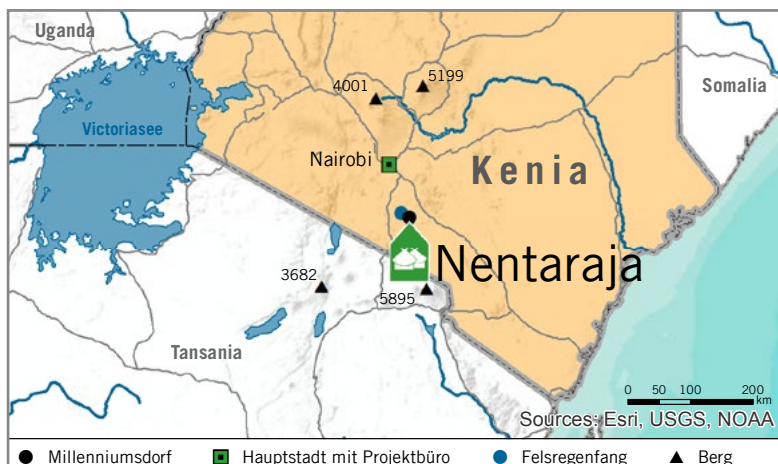 Uganda
5199
4001
Somalia
Victoriasee
Nairobi
Kenia
Nentaraja
3682
5895
Tansania
0 50 100 200
km
Sources: Esri, USGS, NOAA
Millenniumsdorf Hauptstadt mit Projektbüro Felsregenfang Berg